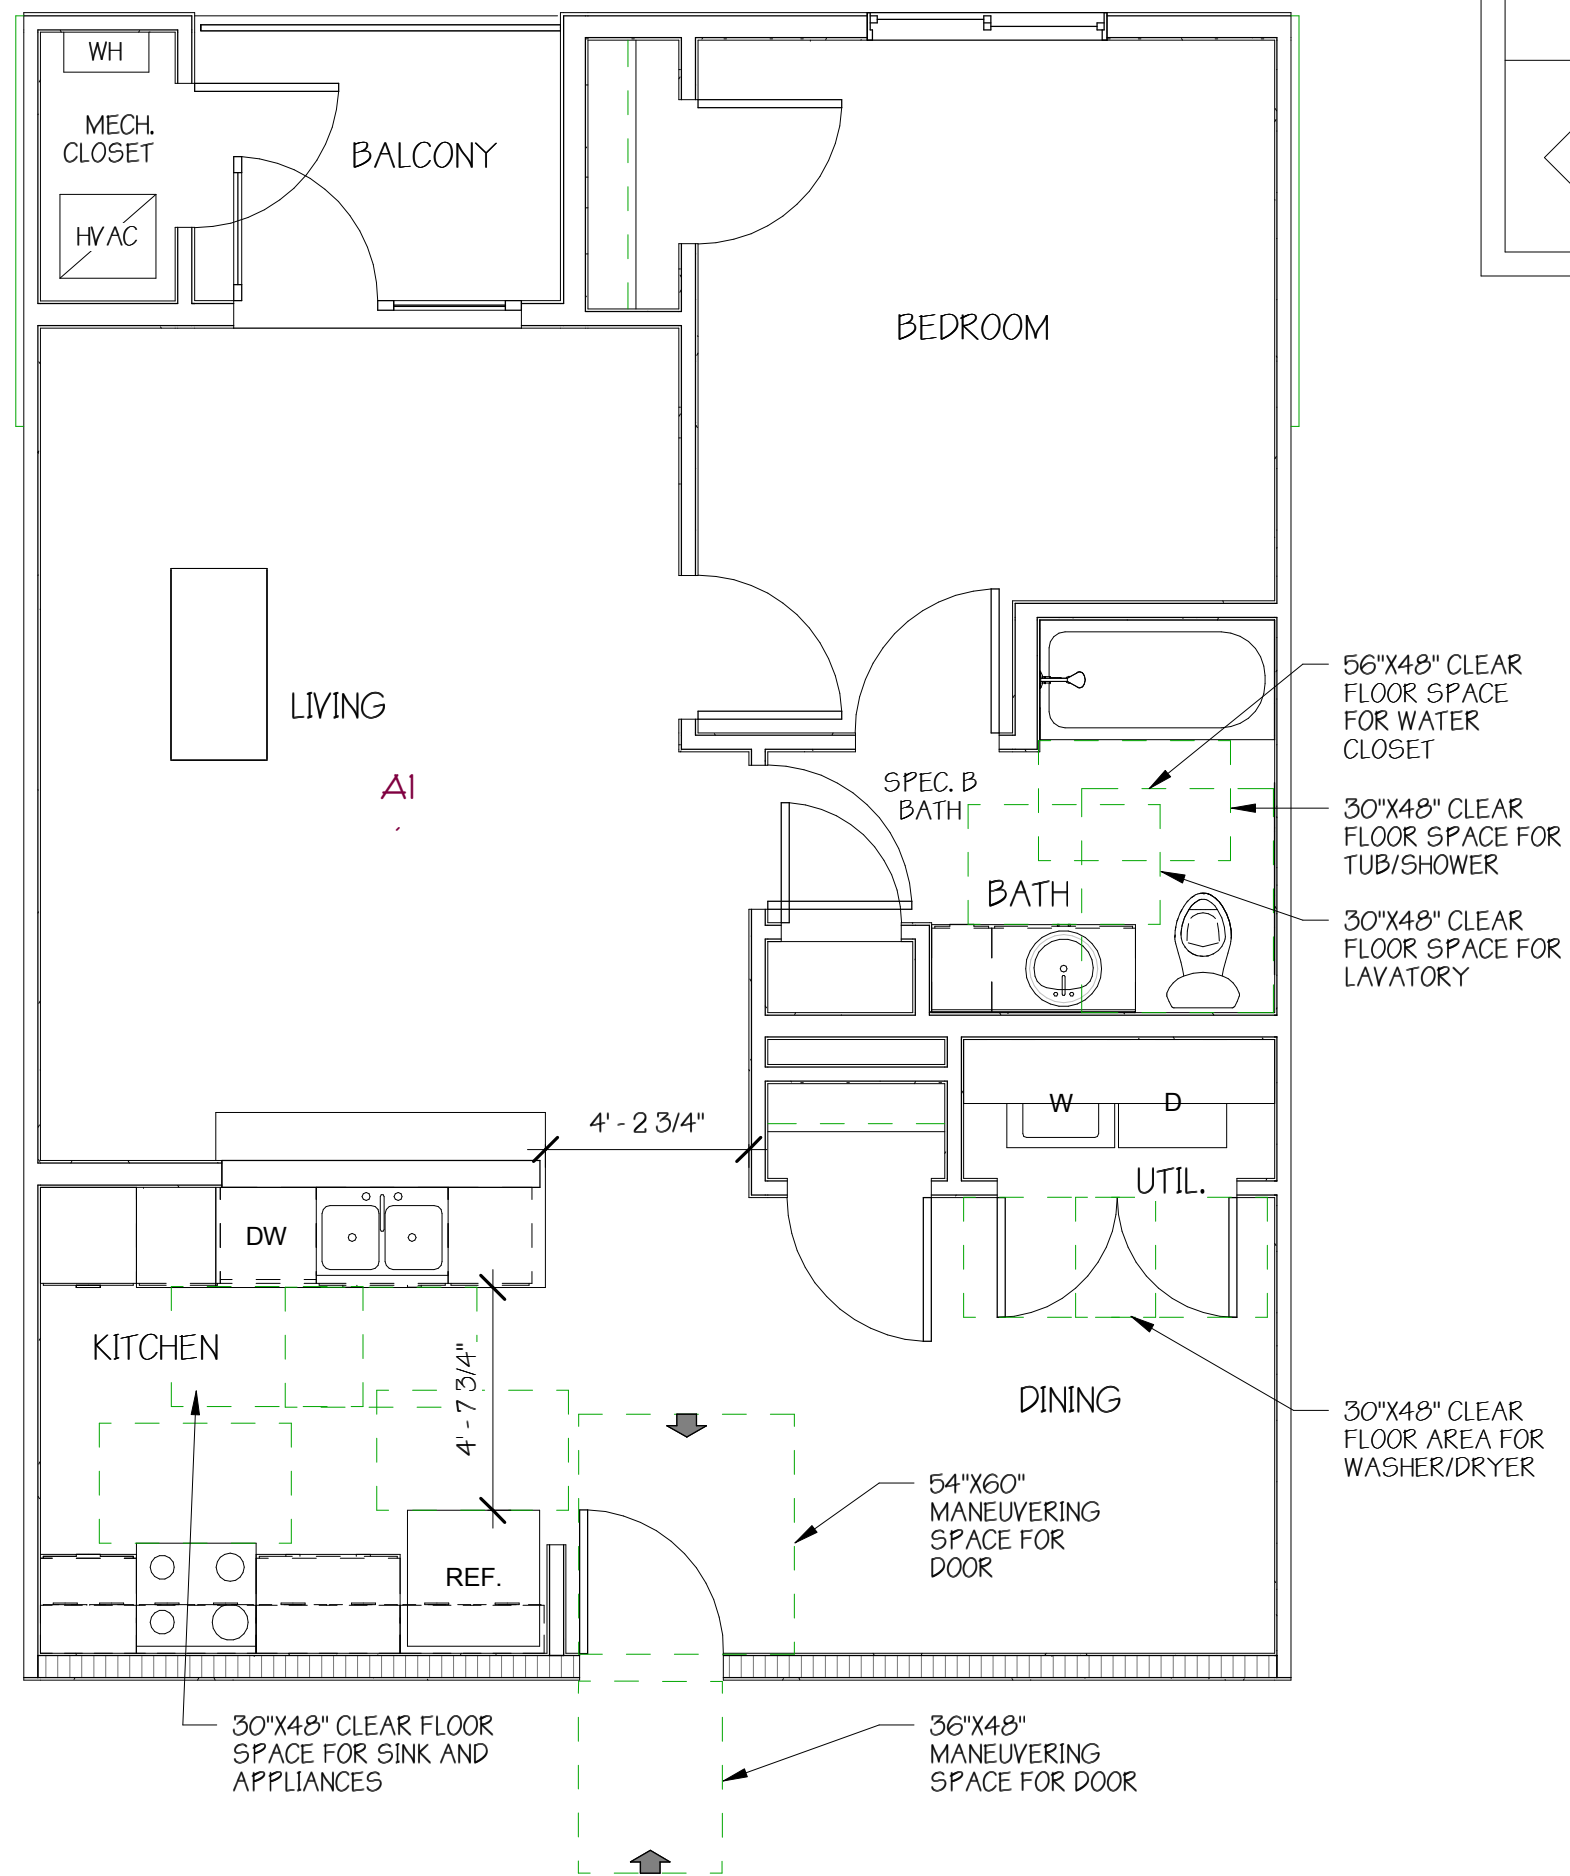 WH
MECH.
CLOSET
BALCONY
HVAC
BEDROOM
LIVING
A1
56"X48" CLEAR
FLOOR SPACE
FOR WATER
CLOSET
SPEC. B
BATH
30"X48" CLEAR
FLOOR SPACE FOR
TUB/SHOWER
BATH
30"X48" CLEAR
FLOOR SPACE FOR
LAVATORY
W
D
4' - 2 3/4"
UTIL.
DW
KITCHEN
4' - 7 3/4"
DINING
30"X48" CLEAR
FLOOR AREA FOR
WASHER/DRYER
54"X60"
MANEUVERING
SPACE FOR
DOOR
REF.
30"X48" CLEAR FLOOR
SPACE FOR SINK AND
APPLIANCES
36"X48"
MANEUVERING
SPACE FOR DOOR